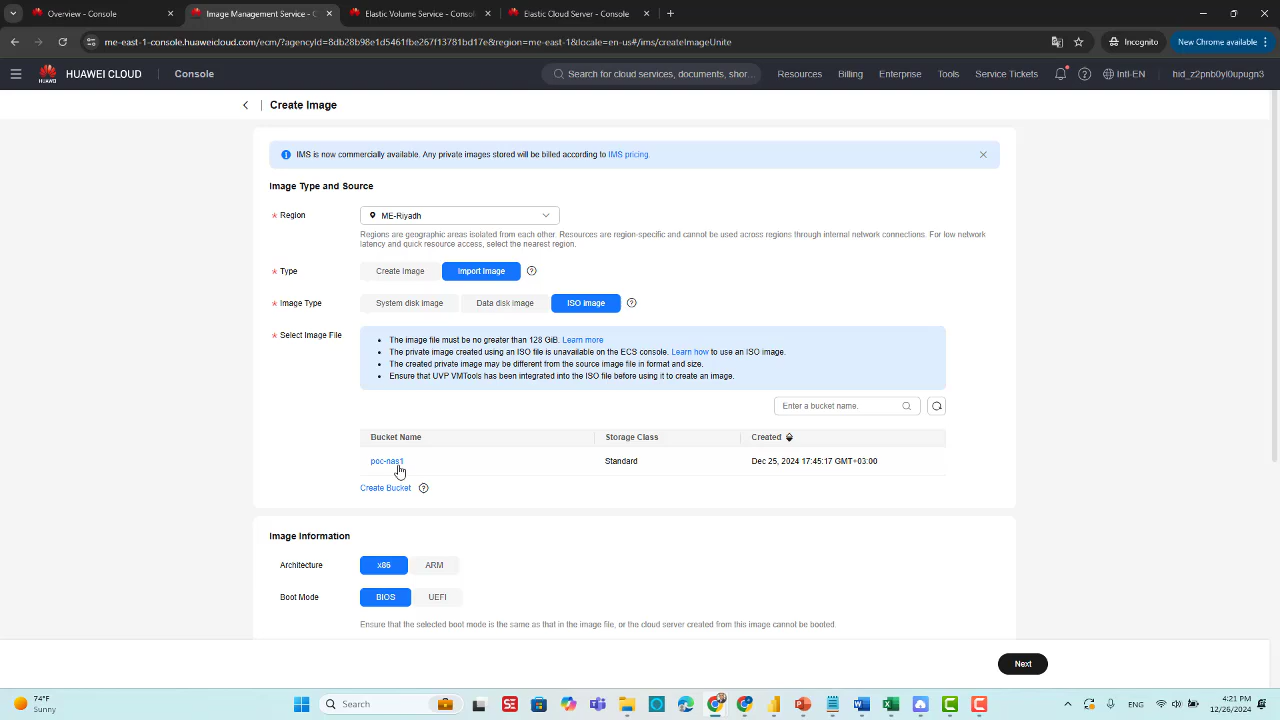 Overview - Console
Image Management Service - C
Elastic Volume Service - Consol
Elastic Cloud Server - Console
me-east-1-console.huaweicloud.com/ecm/?agencyId=8db28b98e1d5461fbe267f13781bd17e&region=me-east-1&locale=en-us#/ims/createImageUnite
Incognito
New Chrome available
HUAWEI CLOUD
Console
Search for cloud services, documents, shor
Resources
Billing
Enterprise
Tools
Service Tickets
Intl-EN
hid_z2pnb0yl0upugn3
Create Image
IMS is now commercially available. Any private images stored will be billed according to IMS pricing.
Image Type and Source
* Region
ME-Riyadh
Regions are geographic areas isolated from each other. Resources are region-specific and cannot be used across regions through internal network connections. For low network
latency and quick resource access, select the nearest region.
* Type
Create Image
Import Image
* Image Type
System disk image
Data disk image
ISO image
* Select Image File
• The image file must be no greater than 128 GiB. Learn more
• The private image created using an ISO file is unavailable on the ECS console. Learn how to use an ISO image.
• The created private image may be different from the source image file in format and size.
• Ensure that UVP VMTools has been integrated into the ISO file before using it to create an image.
Enter a bucket name.
Bucket Name
Storage Class
Created
poc-nas1
Standard
Dec 25, 2024 17:45:17 GMT+03:00
Create Bucket
Image Information
Architecture
x86
ARM
Boot Mode
BIOS
UEFI
Ensure that the selected boot mode is the same as that in the image file, or the cloud server created from this image cannot be booted.
Next
74°F
Sunny
Search
ENG
4:21 PM
12/26/2024